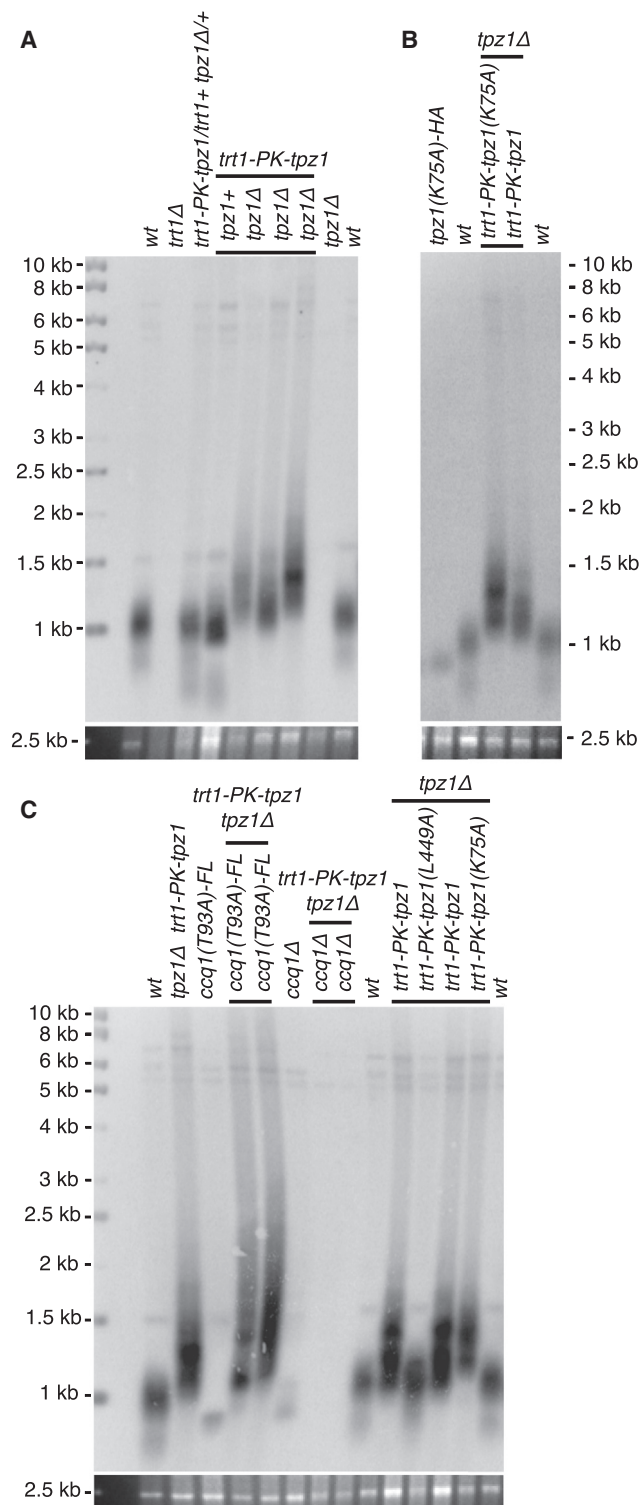 A
wt
trt1Δ
trt1-PK-tpz1/trt1+ tpz1Δ/+
trt1-PK-tpz1
tpz1+
tpz1Δ
tpz1Δ
tpz1Δ
tpz1Δ
wt
10 kb
8 kb
6 kb
5 kb
4 kb
3 kb
2.5 kb
2 kb
1.5 kb
1 kb
2.5 kb
B
tpz1Δ
tpz1(K75A)-HA
wt
trt1-PK-tpz1(K75A)
trt1-PK-tpz1
wt
10 kb
8 kb
6 kb
5 kb
4 kb
3 kb
2.5 kb
2 kb
1.5 kb
1 kb
2.5 kb
C
trt1-PK-tpz1
tpz1Δ
trt1-PK-tpz1
tpz1Δ
tpz1Δ
wt
tpz1Δ trt1-PK-tpz1
ccq1(T93A)-FL
ccq1(T93A)-FL
ccq1(T93A)-FL
ccq1Δ
ccq1Δ
ccq1Δ
wt
trt1-PK-tpz1
trt1-PK-tpz1(L449A)
trt1-PK-tpz1
trt1-PK-tpz1(K75A)
wt
10 kb
8 kb
6 kb
5 kb
4 kb
3 kb
2.5 kb
2 kb
1.5 kb
1 kb
2.5 kb